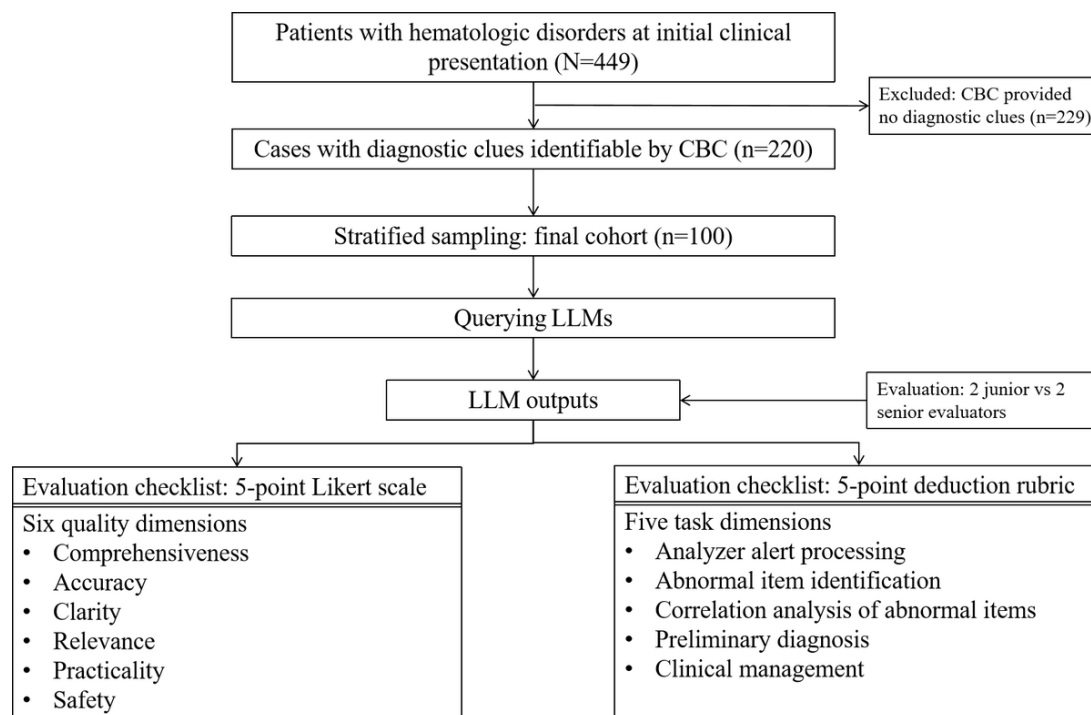 Patients with hematologic disorders at initial clinical
presentation (N=449)
Excluded: CBC provided
no diagnostic clues (n=229)
Cases with diagnostic clues identifiable by CBC (n=220)
Stratified sampling: final cohort (n=100)
Querying LLMs
LLM outputs
Evaluation: 2 junior vs 2
senior evaluators
Evaluation checklist: 5-point Likert scale
Six quality dimensions
• Comprehensiveness
• Accuracy
• Clarity
• Relevance
• Practicality
• Safety
Evaluation checklist: 5-point deduction rubric
Five task dimensions
• Analyzer alert processing
• Abnormal item identification
• Correlation analysis of abnormal items
• Preliminary diagnosis
• Clinical management